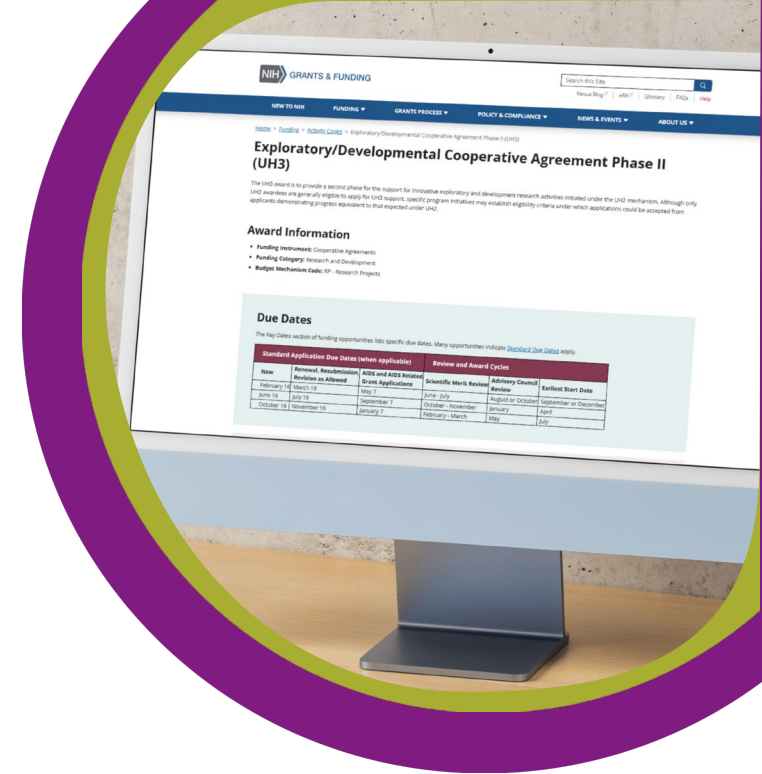 NIH GRANTS & FUNDING
Search this Site
Nexus Blog | eRA | Glossary | FAQs | Help
NEW TO NIH FUNDING GRANTS PROCESS POLICY & COMPLIANCE NEWS & EVENTS ABOUT US
Home > Funding > Activity Codes > Exploratory/Developmental Cooperative Agreement Phase II (UH3)
Exploratory/Developmental Cooperative Agreement Phase II
(UH3)
The UH3 award is to provide a second phase for the support for innovative exploratory and development research activities initiated under the UH2 mechanism. Although only
UH2 awardees are generally eligible to apply for UH3 support, specific program initiatives may establish eligibility criteria under which applications could be accepted from
applicants demonstrating progress equivalent to that expected under UH2.
Award Information
• Funding Instrument: Cooperative Agreements
• Funding Category: Research and Development
• Budget Mechanism Code: RP - Research Projects
Due Dates
The Key Dates section of funding opportunities lists specific due dates. Many opportunities indicate Standard Due Dates apply.
Standard Application Due Dates (when applicable) Review and Award Cycles
New Renewal, Resubmission, Revision as Allowed AIDS and AIDS Related Grant Applications Scientific Merit Review Advisory Council Review Earliest Start Date
February 16 March 16 May 7 June - July August or October September or December
June 16 July 16 September 7 October - November January April
October 16 November 16 January 7 February - March May July